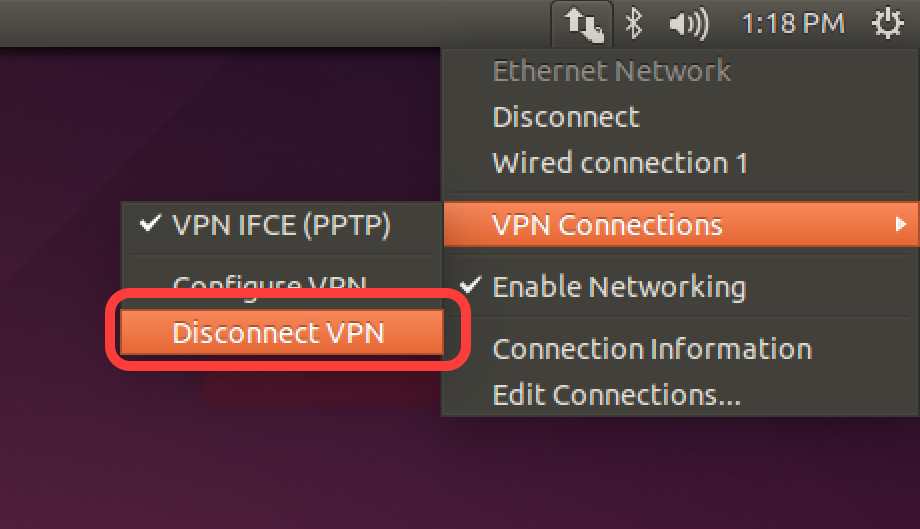 1:18 PM
Ethernet Network
Disconnect
Wired connection 1
VPN Connections
VPN IFCE (PPTP)
Configure VPN
Disconnect VPN
Enable Networking
Connection Information
Edit Connections...